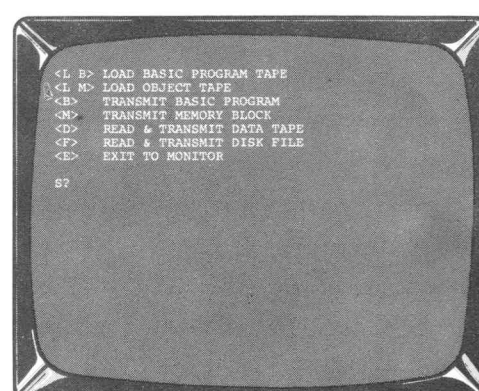 <L B> LOAD BASIC PROGRAM TAPE
<L M> LOAD OBJECT TAPE
<B> TRANSMIT BASIC PROGRAM
<M> TRANSMIT MEMORY BLOCK
<D> READ & TRANSMIT DATA TAPE
<F> READ & TRANSMIT DISK FILE
<E> EXIT TO MONITOR
S?